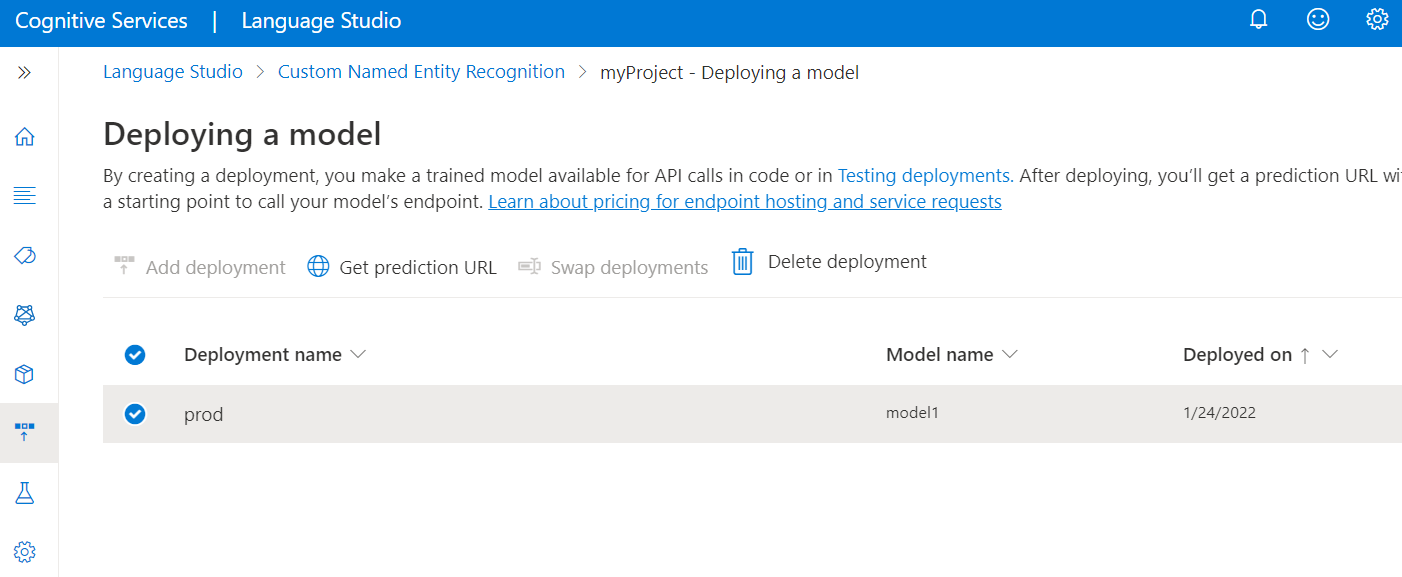 Cognitive Services | Language Studio
Language Studio > Custom Named Entity Recognition > myProject - Deploying a model
Deploying a model
By creating a deployment, you make a trained model available for API calls in code or in Testing deployments. After deploying, you’ll get a prediction URL wi
a starting point to call your model’s endpoint. Learn about pricing for endpoint hosting and service requests
Add deployment Get prediction URL Swap deployments Delete deployment
Deployment name Model name Deployed on ↑
prod model1 1/24/2022